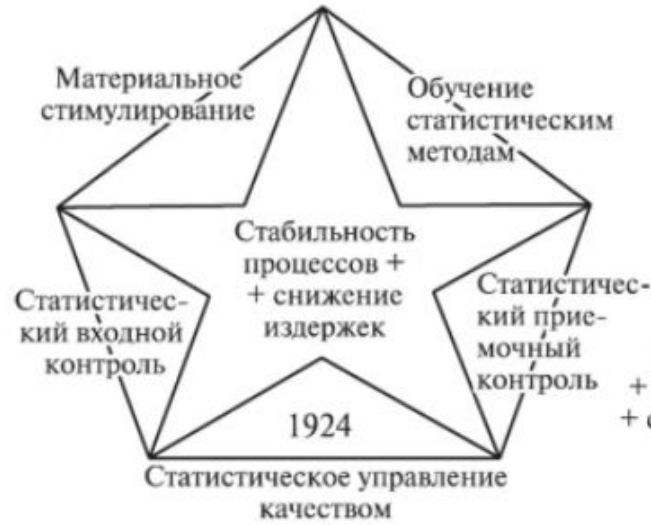 Материальное
стимулирование
Обучение
статистическим
методам
Стабильность
процессов +
+ снижение
издержек
Статистичес-
кий входной
контроль
Статистичес-
кий прие-
мочный
контроль
+
+
1924
Статистическое управление
качеством